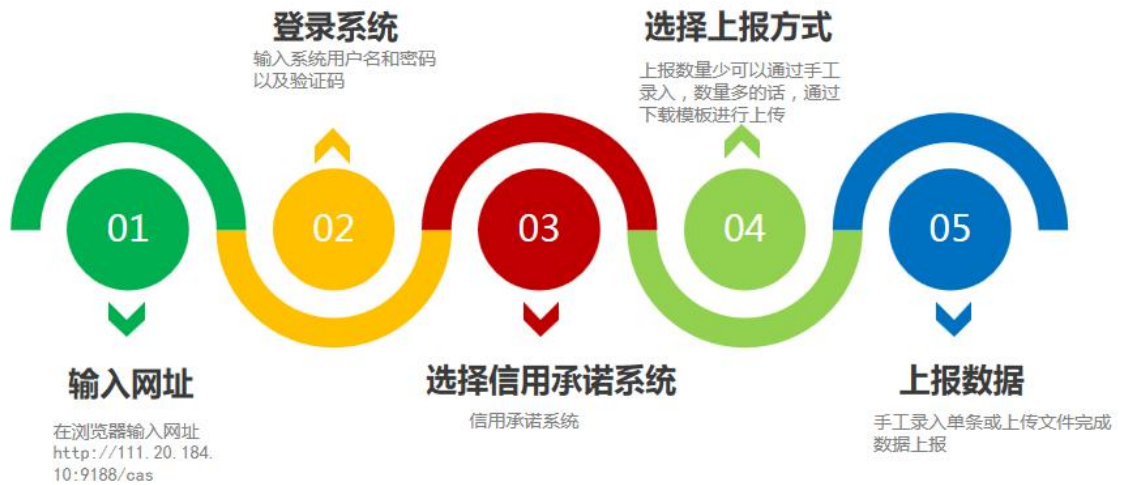 登录系统
输入系统用户名和密码
以及验证码
选择上报方式
上报数量少可以通过手工
录入，数量多的话，通过
下载模板进行上传
01
02
03
04
05
输入网址
在浏览器输入网址
http://111.20.184.
10:9188/cas
选择信用承诺系统
信用承诺系统
上报数据
手工录入单条或上传文件完成
数据上报